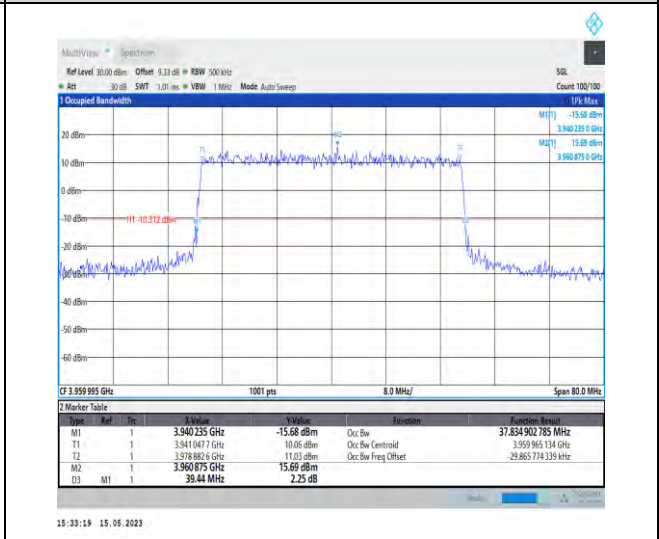 MultiView Spectrum
Ref Level 30.00 dBm Offset 9.33 dB RBW 500 kHz SGL
Att 30 dB SWT 1.01 ms VBW 1 MHz Mode Auto Sweep Count 100/100
1 Occupied Bandwidth 1Pk Max
M1[1] -15.68 dBm
3.940 235 0 GHz
M2[1] 15.69 dBm
3.960 875 0 GHz
20 dBm
M2
T1
10 dBm
0 dBm
-10 dBm H1 -10.312 dBm
-20 dBm
-30 dBm
-40 dBm
-50 dBm
-60 dBm
CF 3.959 995 GHz 1001 pts 8.0 MHz/ Span 80.0 MHz
2 Marker Table
Type Ref Trc X-Value Y-Value Function Function Result
M1 1 3.940 235 GHz -15.68 dBm Occ Bw 37.834 902 785 MHz
T1 1 3.941 047 7 GHz 10.06 dBm Occ Bw Centroid 3.959 965 134 GHz
T2 1 3.978 882 6 GHz 11.03 dBm Occ Bw Freq Offset -29.865 774 339 kHz
M2 1 3.960 875 GHz 15.69 dBm
D3 M1 1 39.44 MHz 2.25 dB
15:33:19 15.05.2023